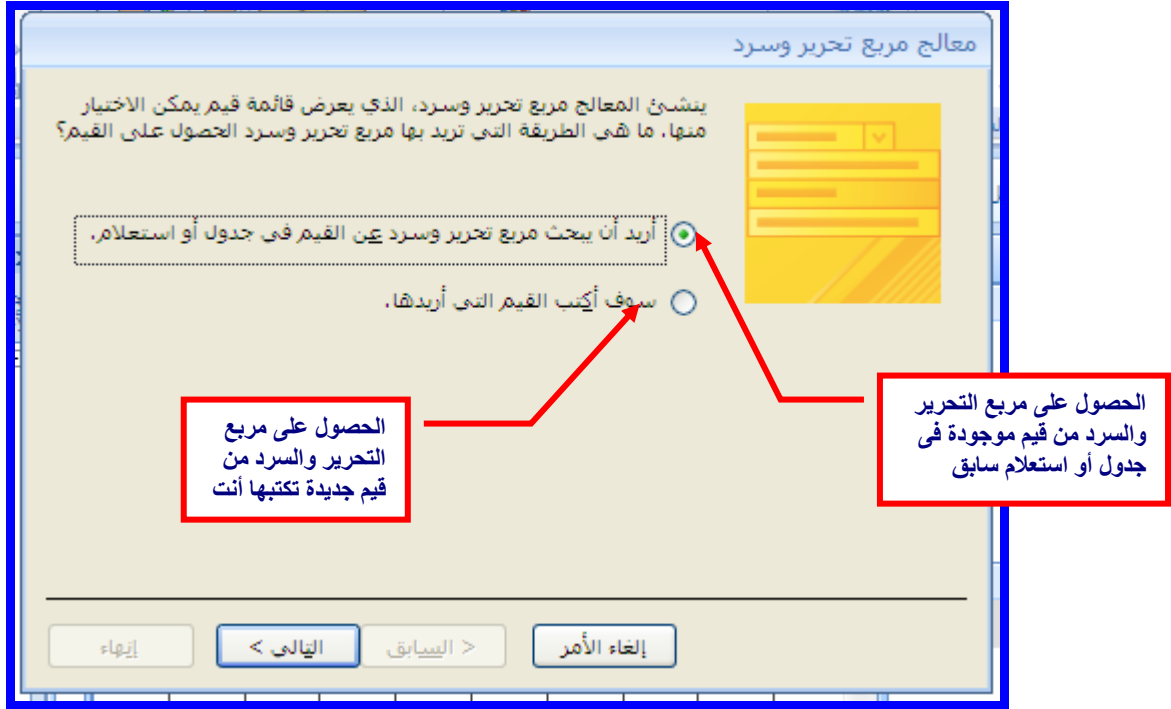 معالج مربع تحرير وسرد
ينشئ المعالج مربع تحرير وسرد، الذي يعرض قائمة قيم يمكن الاختيار
منها. ما هي الطريقة التي تريد بها مربع تحرير وسرد الحصول على القيم؟
أريد أن يبحث مربع تحرير وسرد عن القيم في جدول أو استعلام.
سوف أكتب القيم التي أريدها.
الحصول على مربع التحرير
والسرد من قيم موجودة فى
جدول أو استعلام سابق
الحصول على مربع
التحرير والسرد من
قيم جديدة تكتبها أنت
إلغاء الأمر
< السابق
التالي >
إنهاء